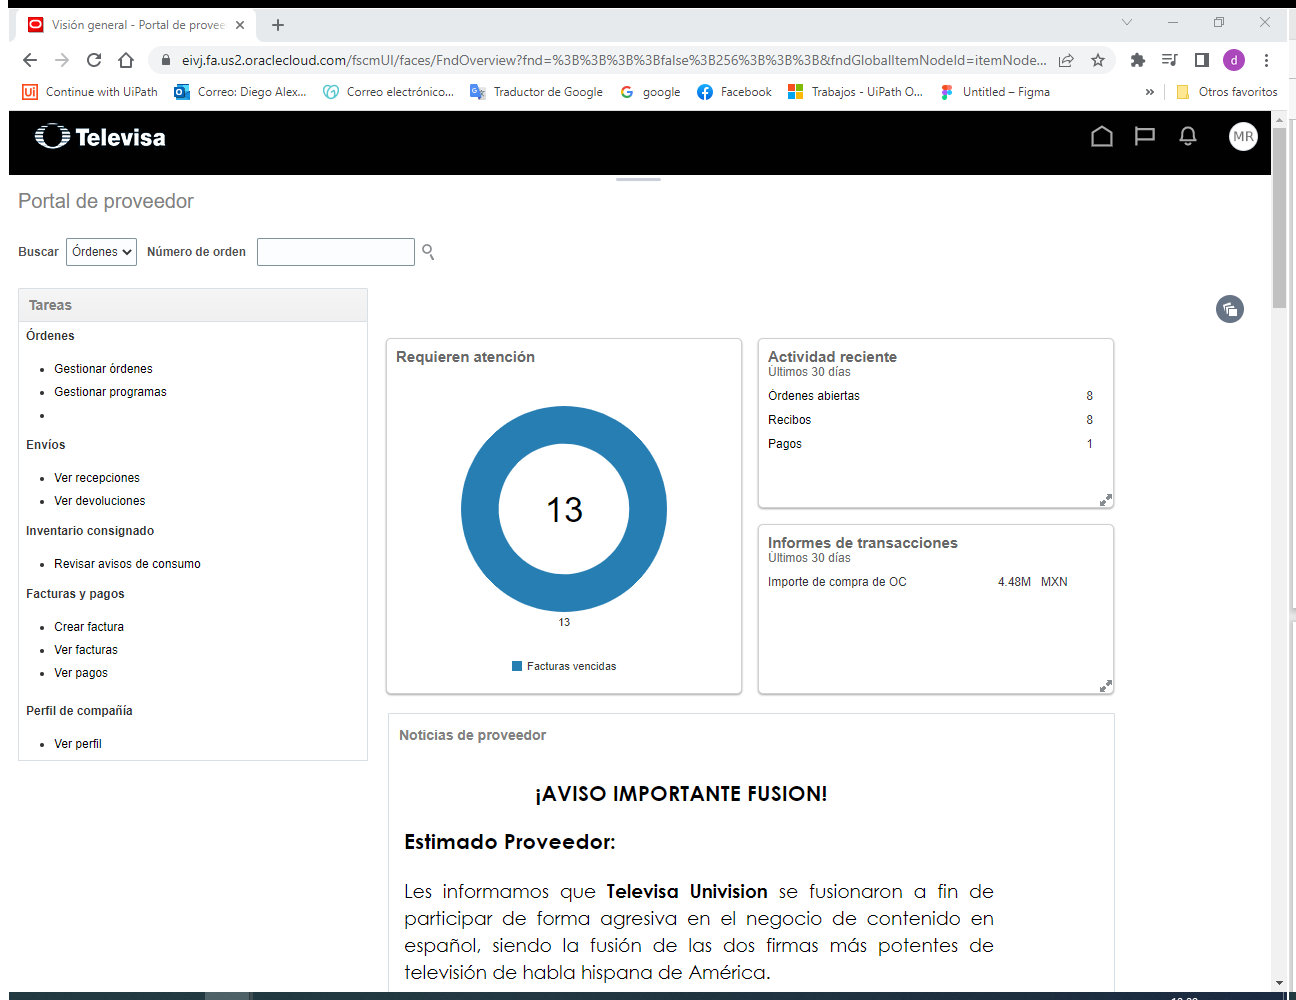 Visión general - Portal de provee
eivj.fa.us2.oraclecloud.com/fscmUI/faces/FndOverview?fnd=%3B%3B%3B%3Bfalse%3B256%3B%3B%3B&fndGlobalItemNodeId=itemNode...
d
Ui Continue with UiPath
Correo: Diego Alex...
Correo electrónico...
Traductor de Google
google
Facebook
Trabajos - UiPath O...
Untitled – Figma
»
Otros favoritos
Televisa
MR
Portal de proveedor
Buscar Órdenes Número de orden
Tareas
Órdenes
Gestionar órdenes
Gestionar programas
Envíos
Ver recepciones
Ver devoluciones
Inventario consignado
Revisar avisos de consumo
Facturas y pagos
Crear factura
Ver facturas
Ver pagos
Perfil de compañía
Ver perfil
Requieren atención
13
13
Facturas vencidas
Actividad reciente
Últimos 30 días
Órdenes abiertas 8
Recibos 8
Pagos 1
Informes de transacciones
Últimos 30 días
Importe de compra de OC 4.48M MXN
Noticias de proveedor
¡AVISO IMPORTANTE FUSION!
Estimado Proveedor:
Les informamos que Televisa Univision se fusionaron a fin de
participar de forma agresiva en el negocio de contenido en
español, siendo la fusión de las dos firmas más potentes de
televisión de habla hispana de América.